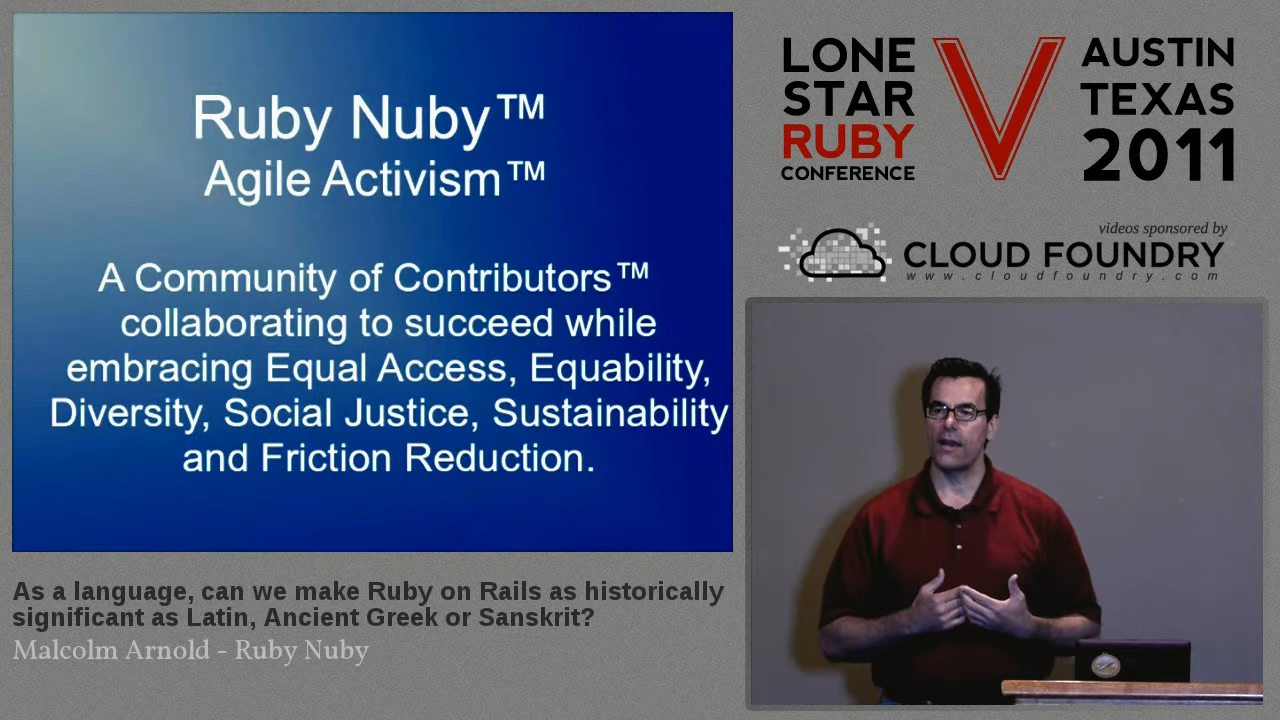 Ruby Nuby™
Agile Activism™
A Community of Contributors™
collaborating to succeed while
embracing Equal Access, Equability,
Diversity, Social Justice, Sustainability
and Friction Reduction.
As a language, can we make Ruby on Rails as historically
significant as Latin, Ancient Greek or Sanskrit?
Malcolm Arnold - Ruby Nuby
LONE
STAR
RUBY
CONFERENCE
V
AUSTIN
TEXAS
2011
videos sponsored by
CLOUD FOUNDRY
www.cloudfoundry.com